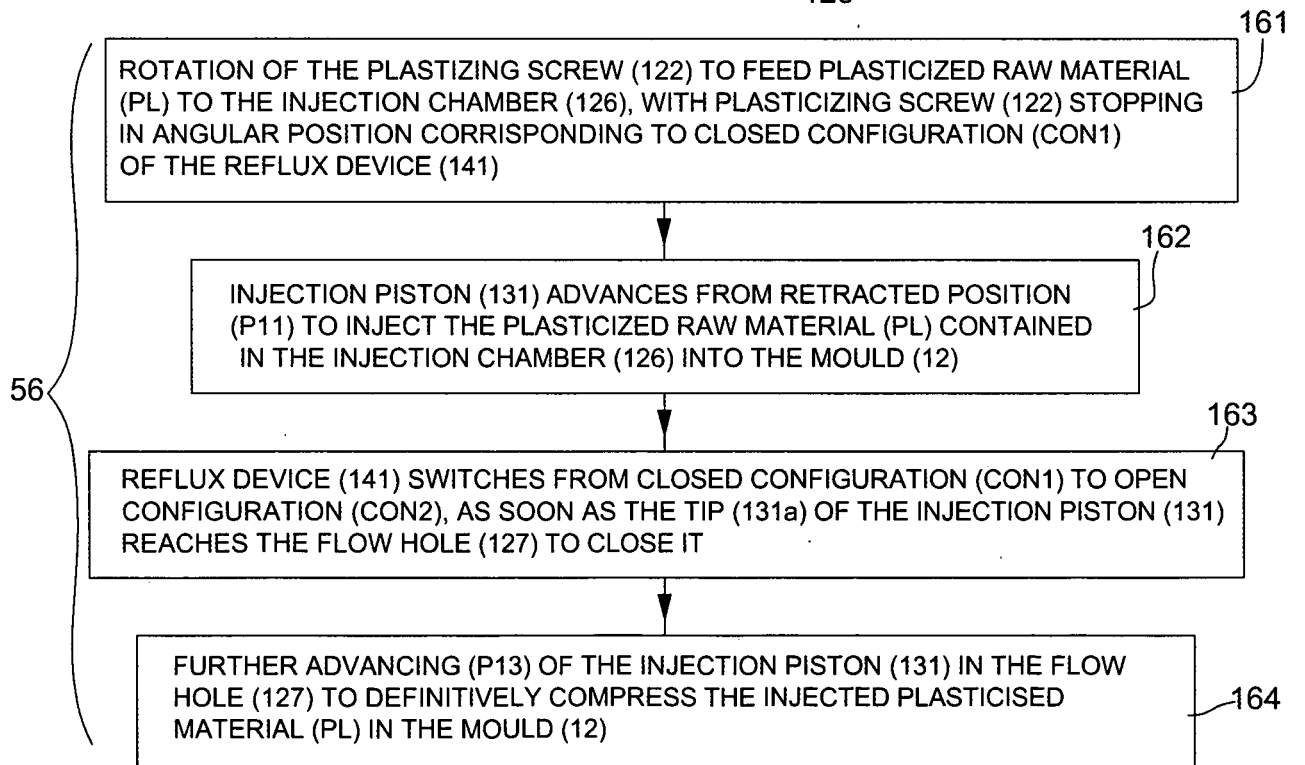 161
ROTATION OF THE PLASTIZING SCREW (122) TO FEED PLASTICIZED RAW MATERIAL
(PL) TO THE INJECTION CHAMBER (126), WITH PLASTICIZING SCREW (122) STOPPING
IN ANGULAR POSITION CORRISPONDING TO CLOSED CONFIGURATION (CON1)
OF THE REFLUX DEVICE (141)
162
INJECTION PISTON (131) ADVANCES FROM RETRACTED POSITION
(P11) TO INJECT THE PLASTICIZED RAW MATERIAL (PL) CONTAINED
IN THE INJECTION CHAMBER (126) INTO THE MOULD (12)
56
163
REFLUX DEVICE (141) SWITCHES FROM CLOSED CONFIGURATION (CON1) TO OPEN
CONFIGURATION (CON2), AS SOON AS THE TIP (131a) OF THE INJECTION PISTON (131)
REACHES THE FLOW HOLE (127) TO CLOSE IT
FURTHER ADVANCING (P13) OF THE INJECTION PISTON (131) IN THE FLOW
HOLE (127) TO DEFINITIVELY COMPRESS THE INJECTED PLASTICISED
MATERIAL (PL) IN THE MOULD (12)
164